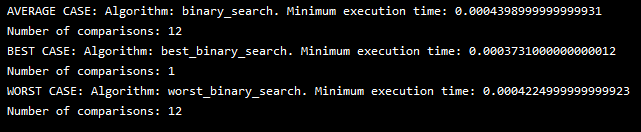 AVERAGE CASE: Algorithm: binary_search. Minimum execution time: 0.0004398999999999931
Number of comparisons: 12
BEST CASE: Algorithm: best_binary_search. Minimum execution time: 0.0003731000000000012
Number of comparisons: 1
WORST CASE: Algorithm: worst_binary_search. Minimum execution time: 0.0004224999999999923
Number of comparisons: 12